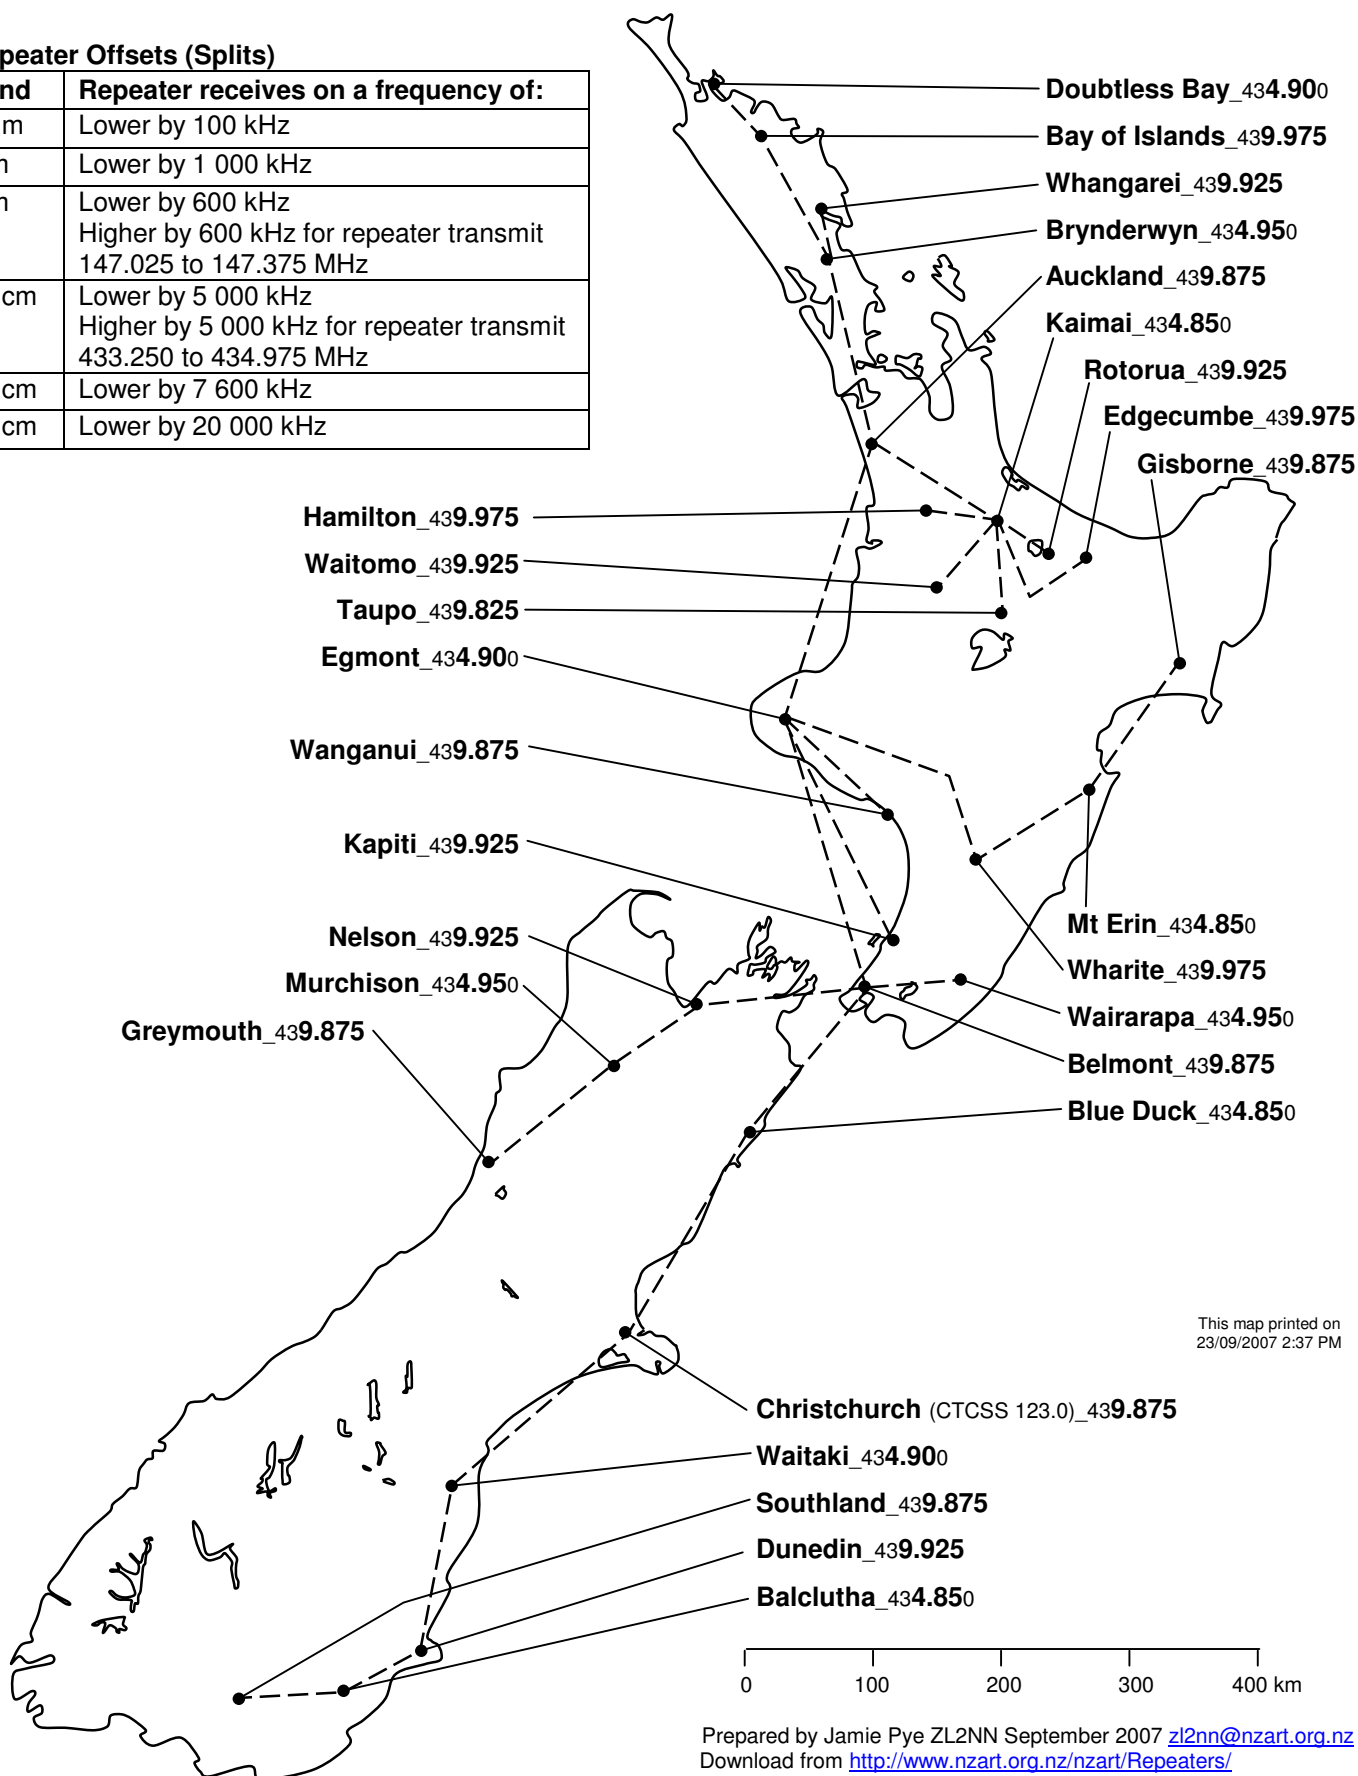 peater Offsets (Splits)
nd Repeater receives on a frequency of:
m Lower by 100 kHz
Lower by 1 000 kHz
Lower by 600 kHz
Higher by 600 kHz for repeater transmit
147.025 to 147.375 MHz
cm Lower by 5 000 kHz
Higher by 5 000 kHz for repeater transmit
433.250 to 434.975 MHz
cm Lower by 7 600 kHz
cm Lower by 20 000 kHz
Doubtless Bay_434.900
Bay of Islands_439.975
Whangarei_439.925
Brynderwyn_434.950
Auckland_439.875
Kaimai_434.850
Rotorua_439.925
Edgecumbe_439.975
Gisborne_439.875
Hamilton_439.975
Waitomo_439.925
Taupo_439.825
Egmont_434.900
Wanganui_439.875
Kapiti_439.925
Nelson_439.925
Murchison_434.950
Greymouth_439.875
Mt Erin_434.850
Wharite_439.975
Wairarapa_434.950
Belmont_439.875
Blue Duck_434.850
This map printed on
23/09/2007 2:37 PM
Christchurch (CTCSS 123.0)_439.875
Waitaki_434.900
Southland_439.875
Dunedin_439.925
Balclutha_434.850
0 100 200 300 400 km
Prepared by Jamie Pye ZL2NN September 2007 zl2nn@nzart.org.nz
Download from http://www.nzart.org.nz/nzart/Repeaters/